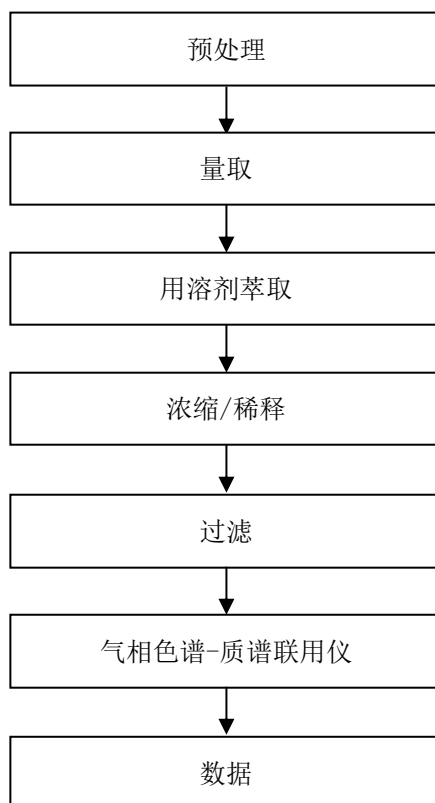 预处理
量取
用溶剂萃取
浓缩/稀释
过滤
气相色谱-质谱联用仪
数据